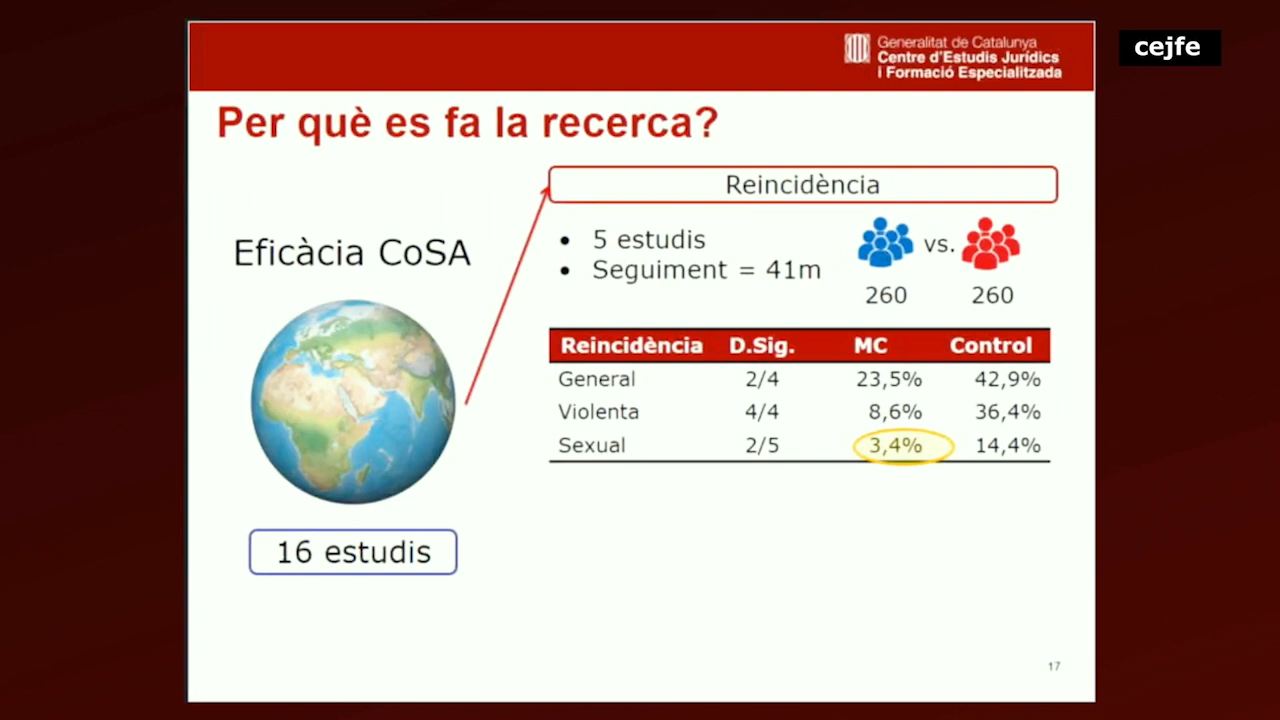 cejfe
Generalitat de Catalunya
Centre d'Estudis Jurídics
i Formació Especialitzada
Per què es fa la recerca?
Reincidència
Eficàcia CoSA
• 5 estudis
• Seguiment = 41m
vs.
260 260
Reincidència D.Sig. MC Control
General 2/4 23,5% 42,9%
Violenta 4/4 8,6% 36,4%
Sexual 2/5 3,4% 14,4%
16 estudis
17